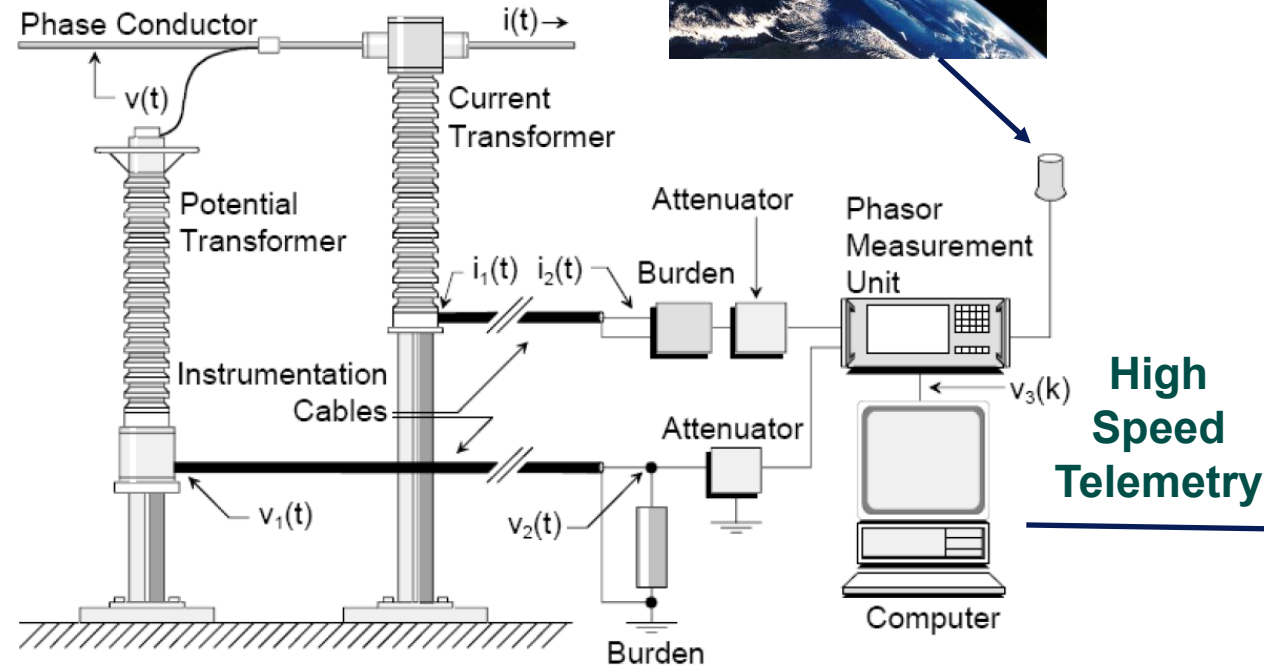 Phase Conductor
i(t)→
v(t)
Current
Transformer
Potential
Transformer
Attenuator
Phasor
Measurement
Unit
i₁(t) i₂(t)
Burden
Instrumentation
Cables
v₃(k)
High
Speed
Telemetry
Attenuator
v₁(t)
v₂(t)
Computer
Burden